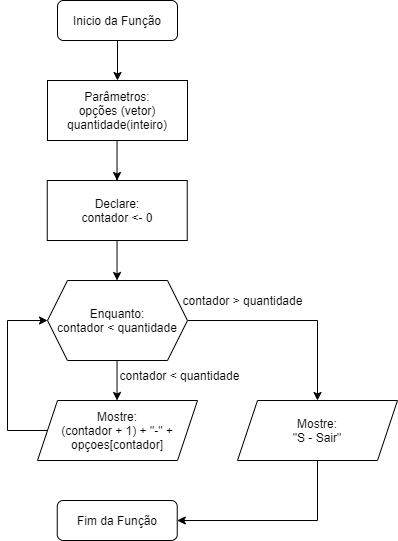 Inicio da Função
Parâmetros:
opções (vetor)
quantidade(inteiro)
Declare:
contador <- 0
Enquanto:
contador < quantidade
contador > quantidade
contador < quantidade
Mostre:
(contador + 1) + "-" +
opçoes[contador]
Mostre:
"S - Sair"
Fim da Função